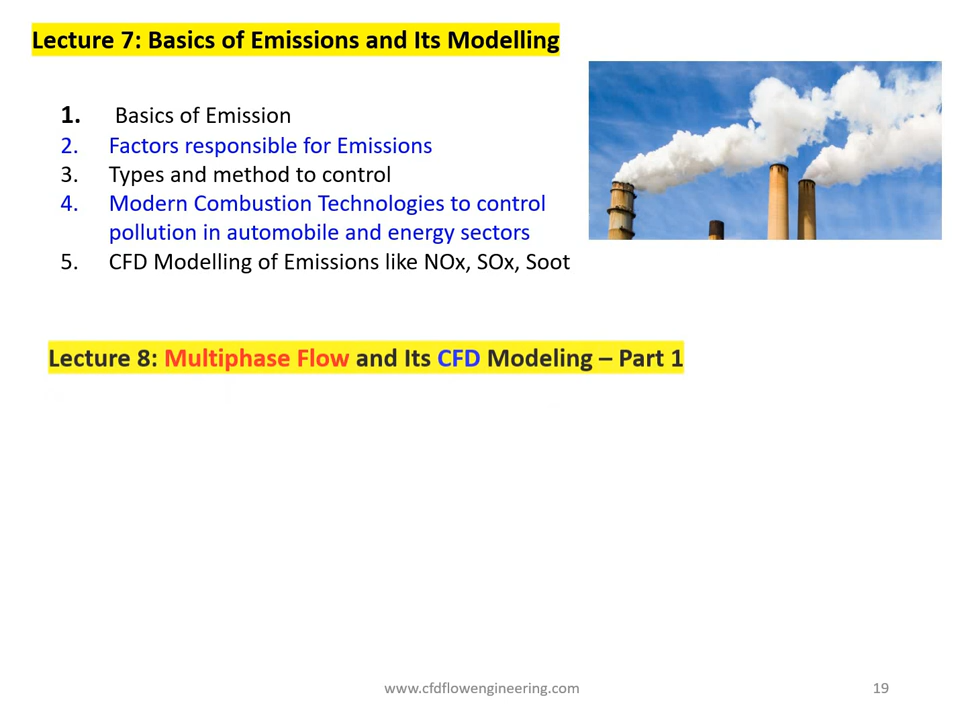 Lecture 7: Basics of Emissions and Its Modelling
1. Basics of Emission
2. Factors responsible for Emissions
3. Types and method to control
4. Modern Combustion Technologies to control
pollution in automobile and energy sectors
5. CFD Modelling of Emissions like NOx, SOx, Soot
Lecture 8: Multiphase Flow and Its CFD Modeling – Part 1
www.cfdflowengineering.com
19